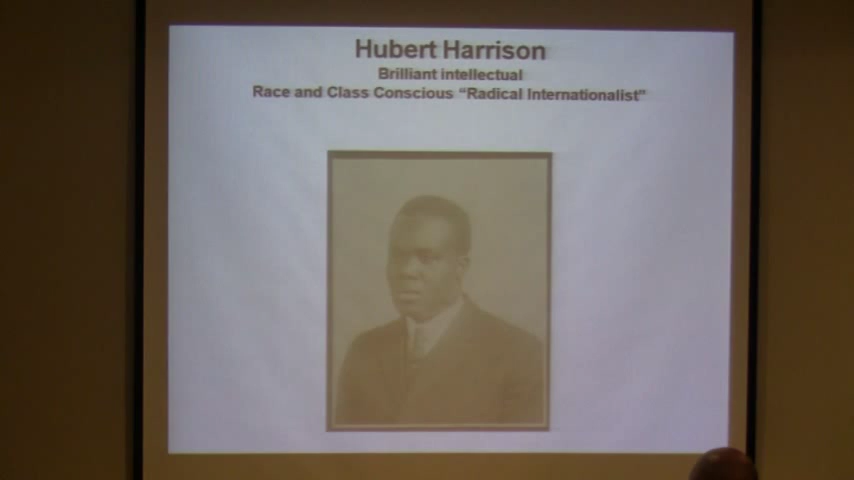 Hubert Harrison
Brilliant intellectual
Race and Class Conscious “Radical Internationalist”